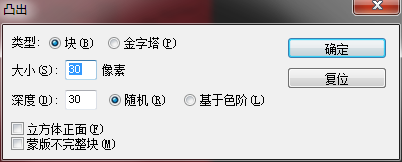 凸出
类型: 块(B) 金字塔(P)
确定
大小(S): 30 像素
复位
深度(D): 30 随机(R) 基于色阶(L)
立方体正面(F)
蒙版不完整块(M)